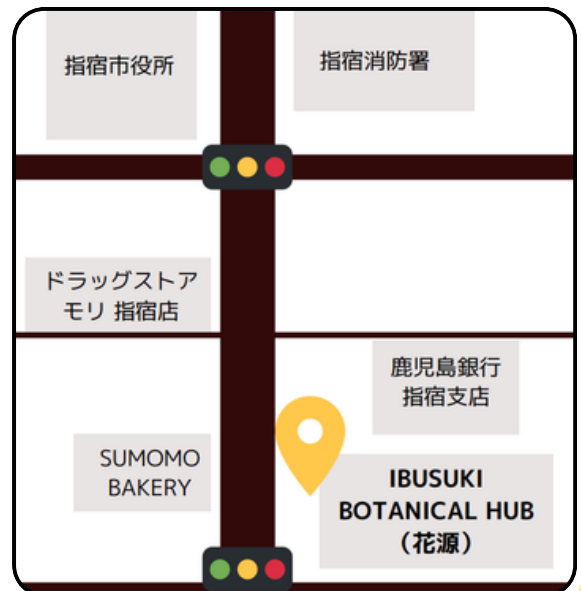 指宿市役所
指宿消防署
ドラッグストア
モリ 指宿店
鹿児島銀行
指宿支店
SUMOMO
BAKERY
IBUSUKI
BOTANICAL HUB
（花源）